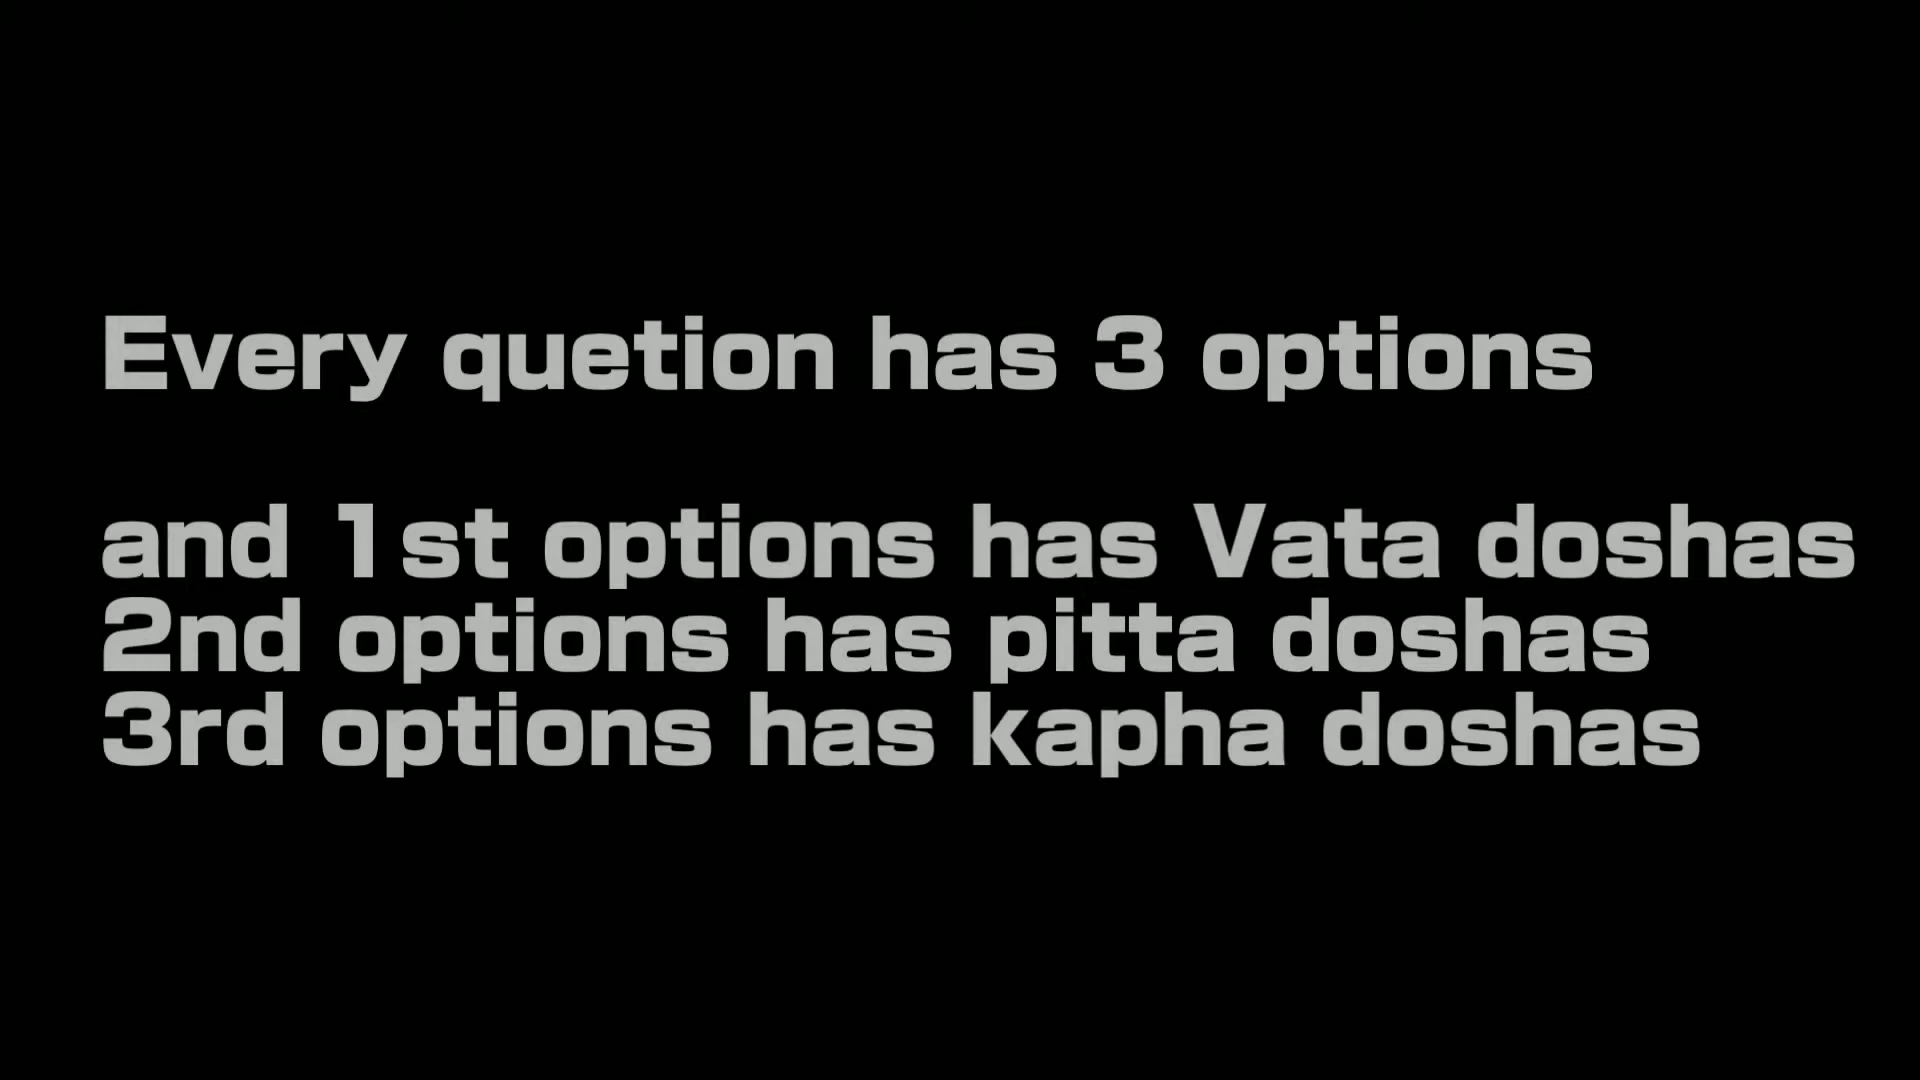 Every quetion has 3 options
and 1st options has Vata doshas
2nd options has pitta doshas
3rd options has kapha doshas